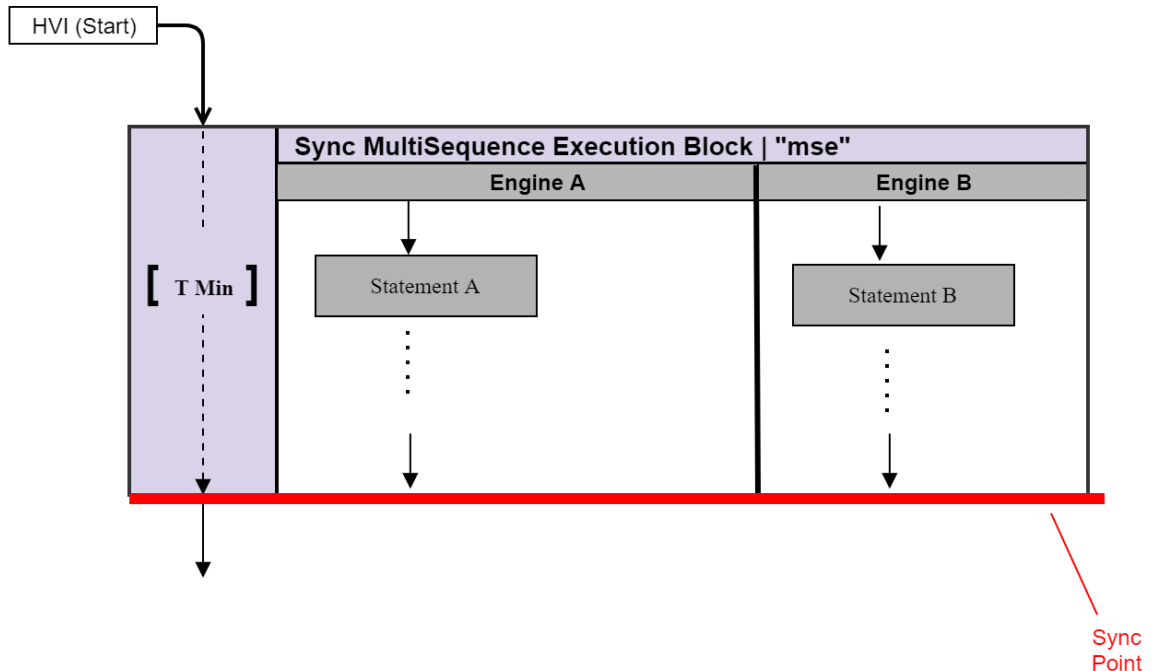 HVI (Start)
Sync MultiSequence Execution Block | "mse"
Engine A
Engine B
[ T Min ]
Statement A
Statement B
Sync
Point